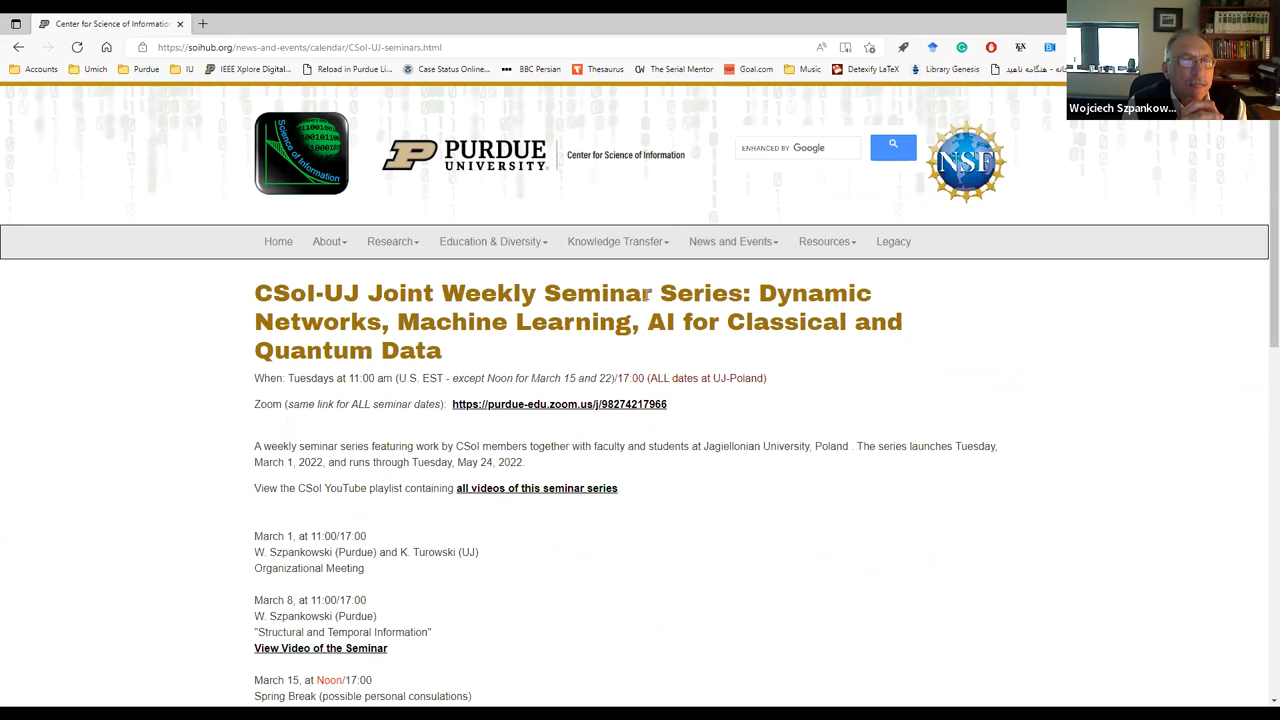 Center for Science of Information
https://soihub.org/news-and-events/calendar/CSoI-UJ-seminars.html
Accounts Umich Purdue IU IEEE Xplore Digital... Reload in Purdue Li... Case Status Online... BBC Persian Thesaurus The Serial Mentor Goal.com Music Detexify LaTeX Library Genesis هنگامه ناهید
Wojciech Szpankow...
Science of Information
PURDUE UNIVERSITY
Center for Science of Information
ENHANCED BY Google
NSF
Home About Research Education & Diversity Knowledge Transfer News and Events Resources Legacy
CSoI-UJ Joint Weekly Seminar Series: Dynamic
Networks, Machine Learning, AI for Classical and
Quantum Data
When: Tuesdays at 11:00 am (U.S. EST - except Noon for March 15 and 22)/17:00 (ALL dates at UJ-Poland)
Zoom (same link for ALL seminar dates): https://purdue-edu.zoom.us/j/98274217966
A weekly seminar series featuring work by CSoI members together with faculty and students at Jagiellonian University, Poland . The series launches Tuesday,
March 1, 2022, and runs through Tuesday, May 24, 2022.
View the CSoI YouTube playlist containing all videos of this seminar series
March 1, at 11:00/17:00
W. Szpankowski (Purdue) and K. Turowski (UJ)
Organizational Meeting
March 8, at 11:00/17:00
W. Szpankowski (Purdue)
"Structural and Temporal Information"
View Video of the Seminar
March 15, at Noon/17:00
Spring Break (possible personal consulations)